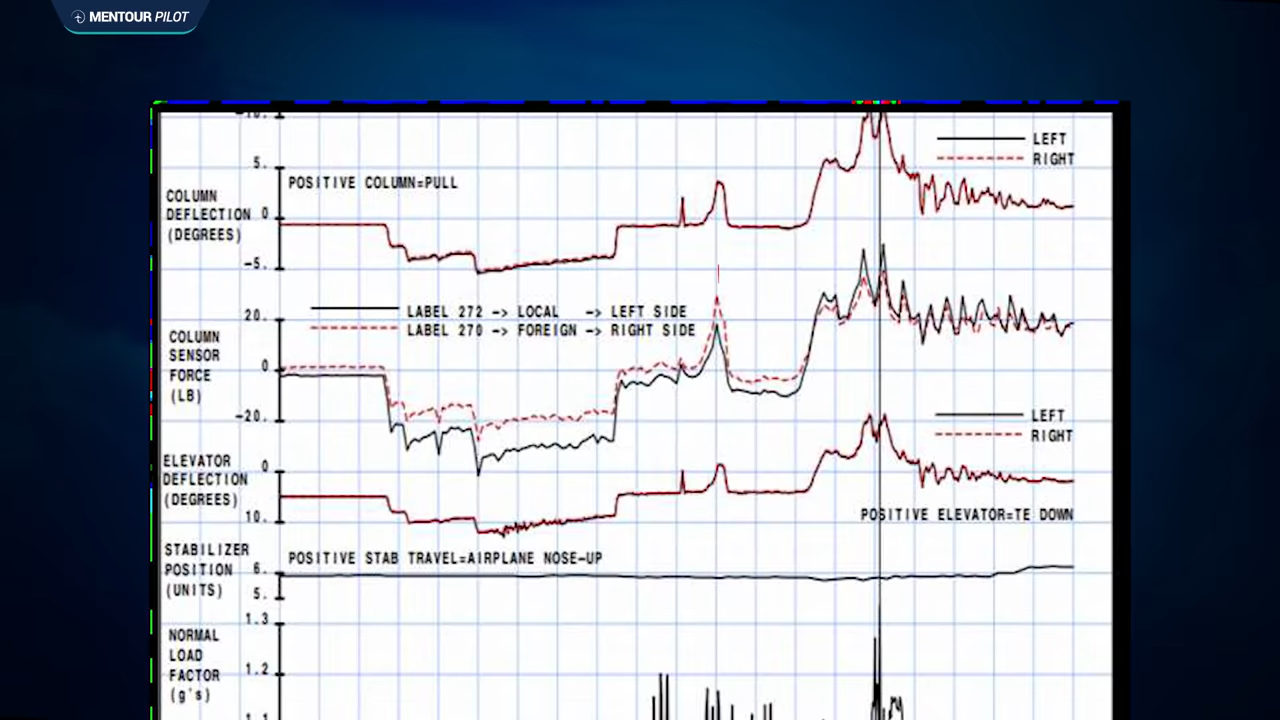 MENTOUR PILOT
10.
LEFT
RIGHT
5.
POSITIVE COLUMN=PULL
COLUMN
DEFLECTION 0
(DEGREES)
-5.
LABEL 272 -> LOCAL -> LEFT SIDE
20.
LABEL 270 -> FOREIGN -> RIGHT SIDE
COLUMN
SENSOR
FORCE 0
(LB)
-20.
LEFT
RIGHT
ELEVATOR
DEFLECTION 0
(DEGREES)
10.
POSITIVE ELEVATOR=TE DOWN
STABILIZER
POSITION 6.
(UNITS) 5.
POSITIVE STAB TRAVEL=AIRPLANE NOSE-UP
1.3
NORMAL
LOAD
FACTOR 1.2
(g's)
1.1